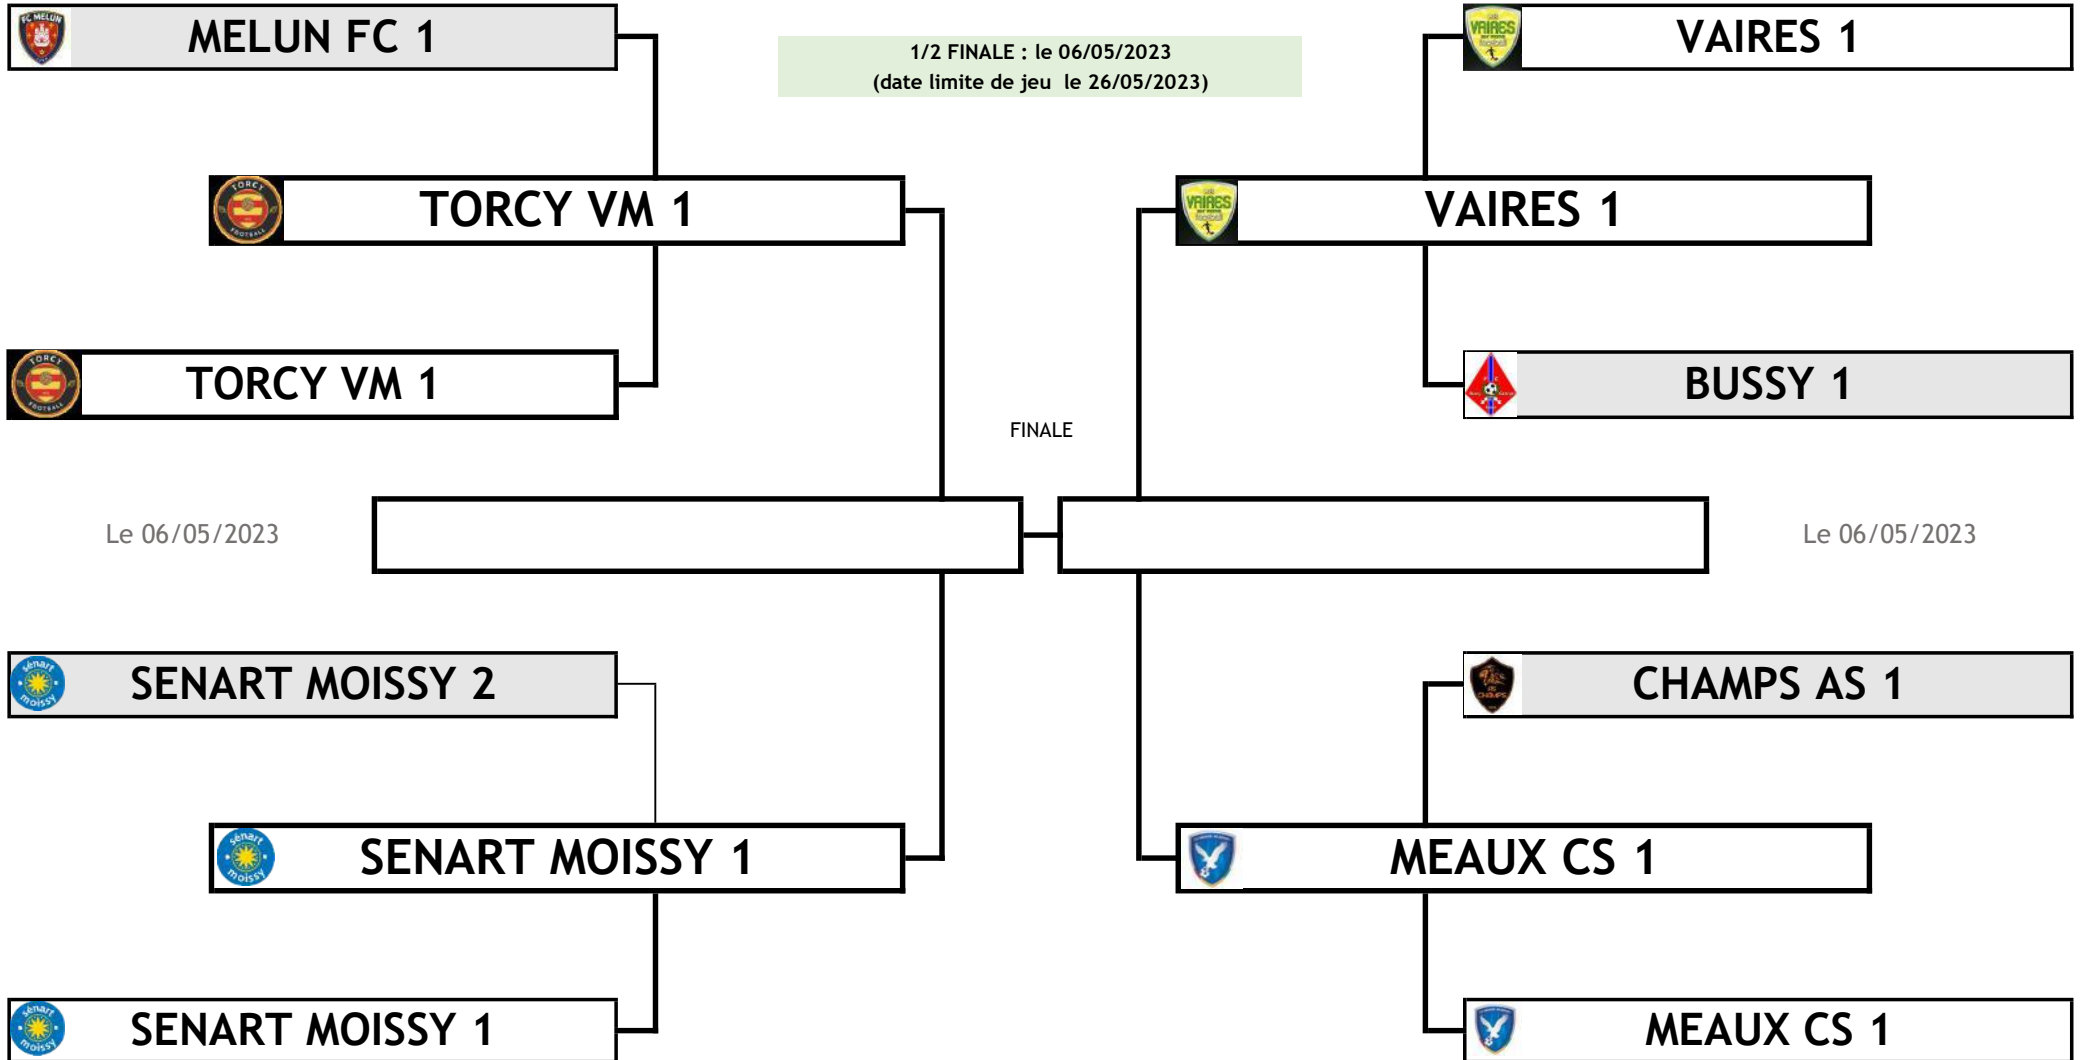 MELUN FC 1
1/2 FINALE : le 06/05/2023
(date limite de jeu le 26/05/2023)
VAIRES 1
TORCY VM 1
VAIRES 1
TORCY VM 1
BUSSY 1
FINALE
Le 06/05/2023
Le 06/05/2023
SENART MOISSY 2
CHAMPS AS 1
SENART MOISSY 1
MEAUX CS 1
SENART MOISSY 1
MEAUX CS 1